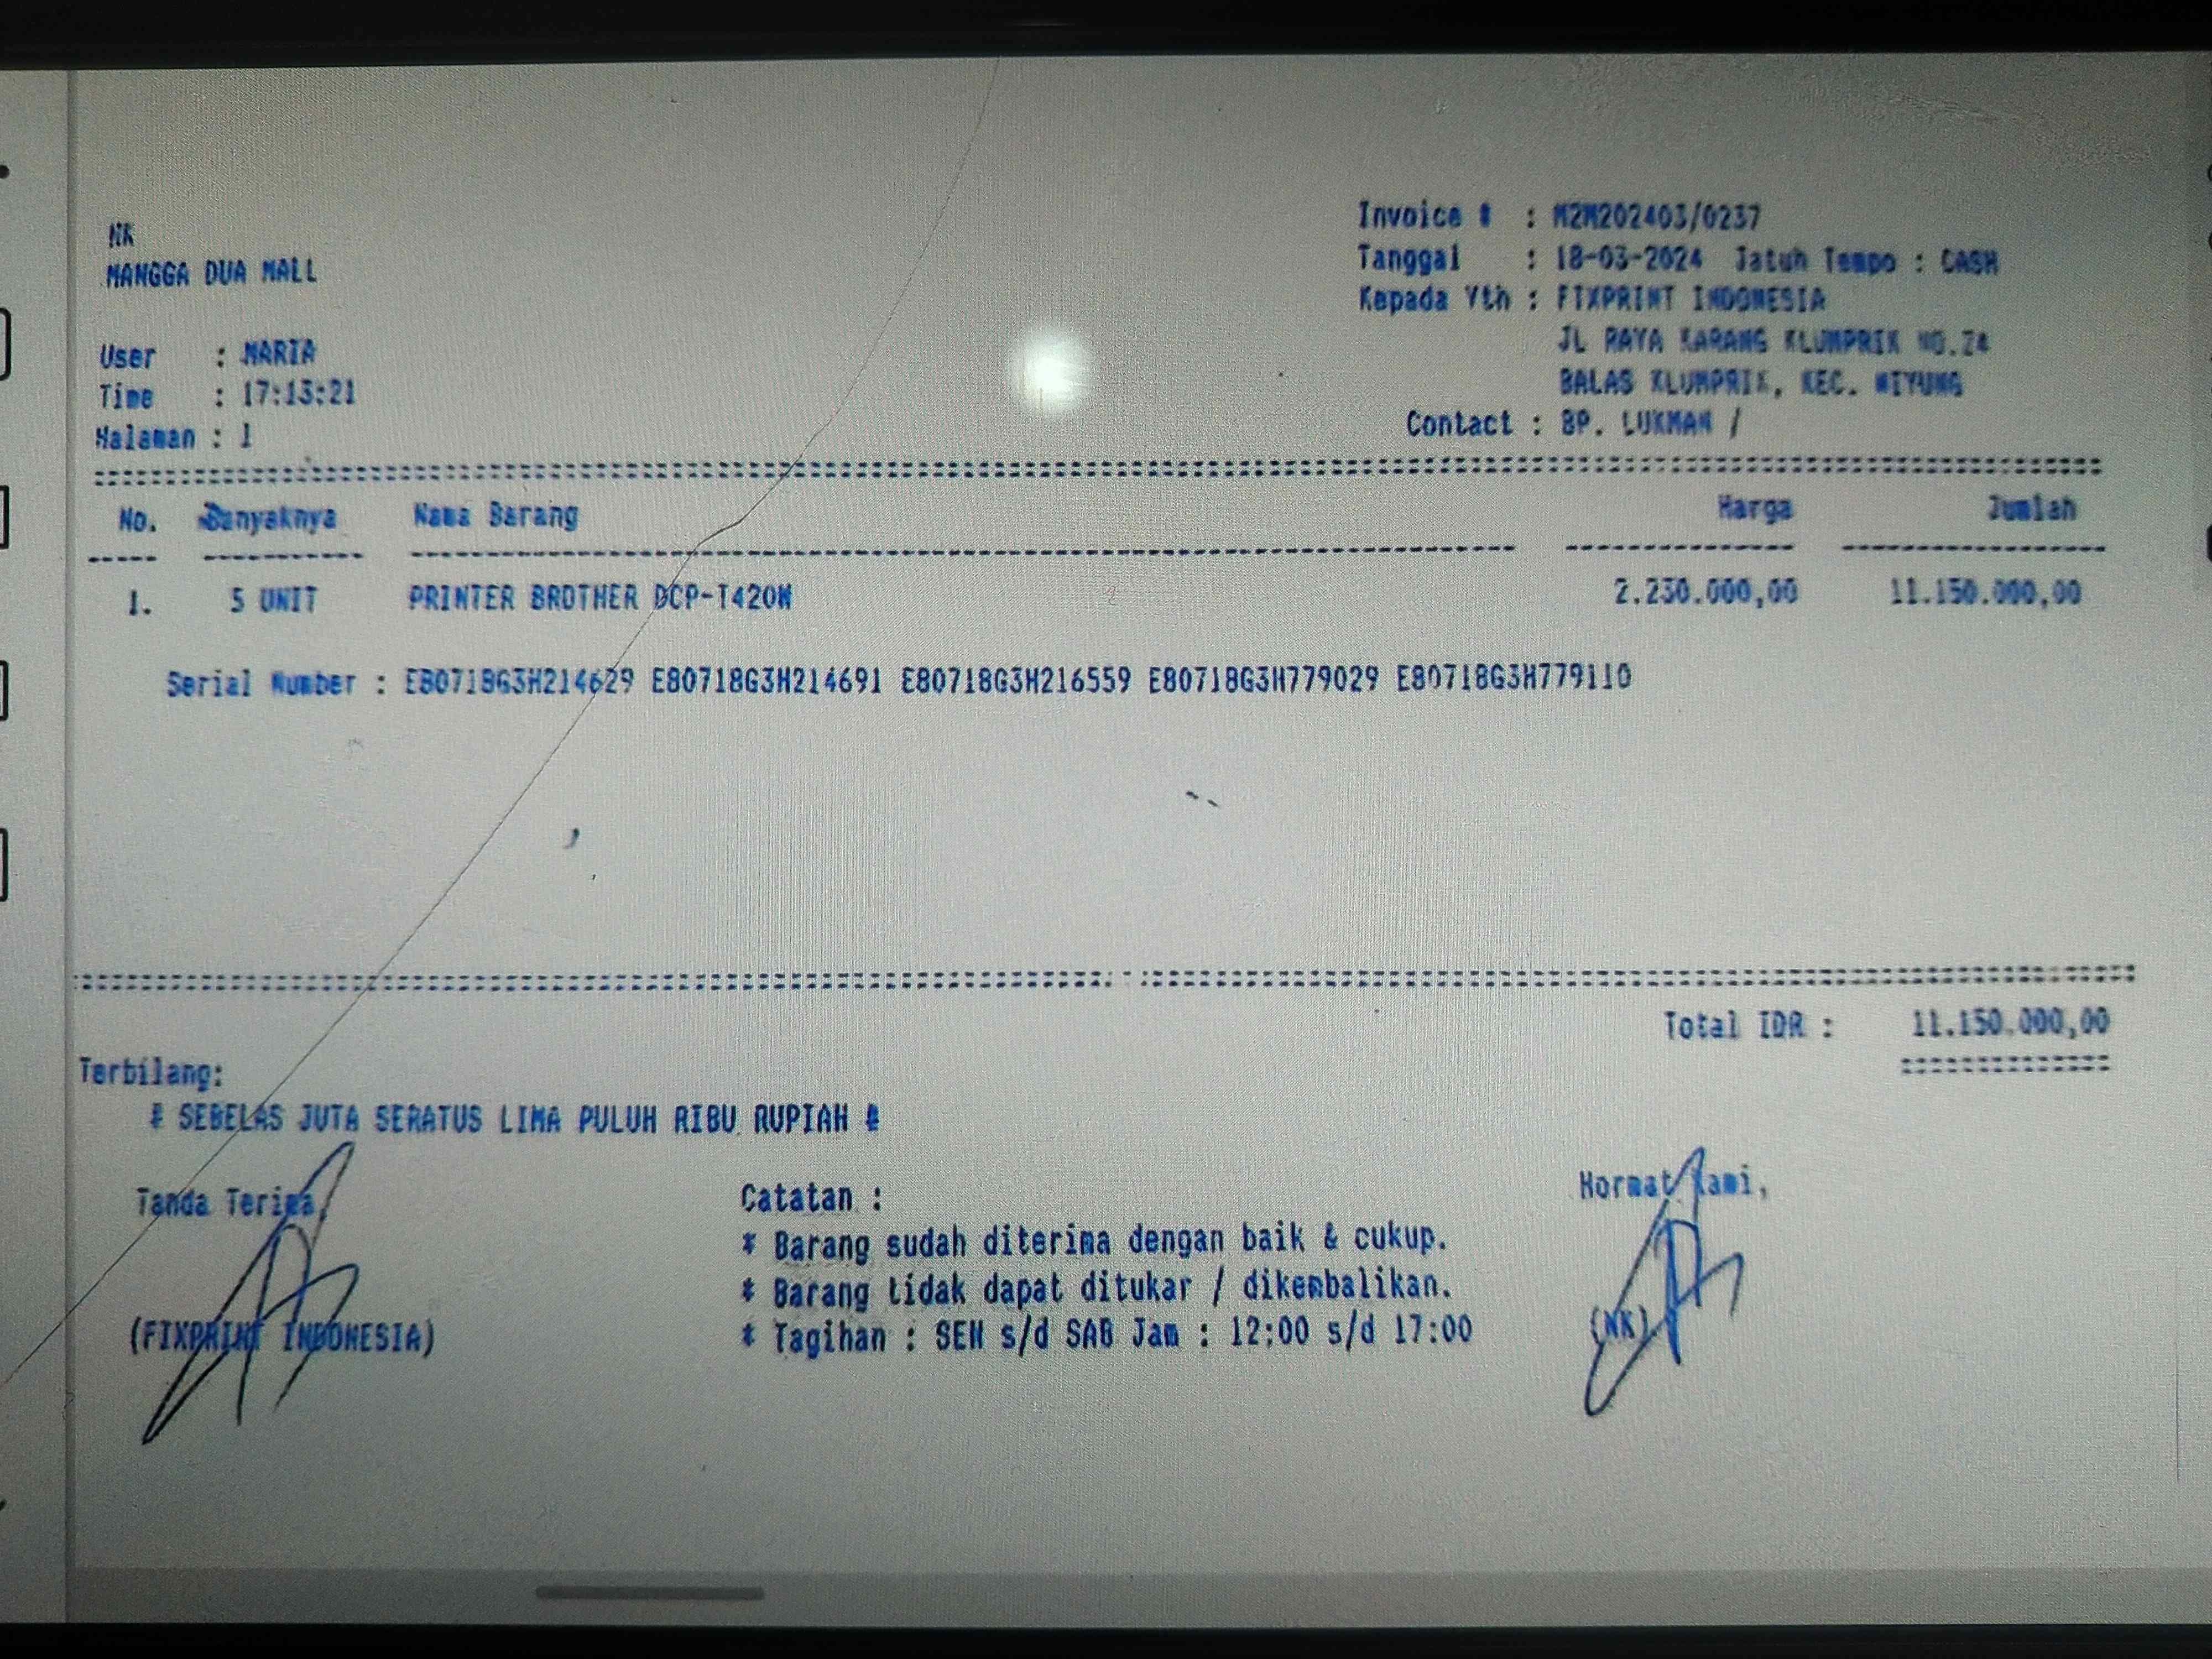 NK
MANGGA DUA MALL
User : MARIA
Time : 17:13:21
Halaman : 1
Invoice # : M2M202403/0237
Tanggal : 18-03-2024 Jatuh Tempo : CASH
Kepada Yth : FIXPRINT INDONESIA
JL RAYA KARANG KLUMPRIK NO.24
BALAS KLUMPRIK, KEC. WIYUNG
Contact : BP. LUKMAN /
No. Banyaknya Nama Barang Harga Jumlah
1. 5 UNIT PRINTER BROTHER DCP-T420W 2.230.000,00 11.150.000,00
Serial Number : E80718G3H214629 E80718G3H214691 E80718G3H216559 E80718G3H779029 E80718G3H779110
Total IDR : 11.150.000,00
Terbilang:
# SEBELAS JUTA SERATUS LIMA PULUH RIBU RUPIAH #
Tanda Terima,
(FIXPRINT INDONESIA)
Catatan :
* Barang sudah diterima dengan baik & cukup.
* Barang tidak dapat ditukar / dikembalikan.
* Tagihan : SEN s/d SAB Jam : 12:00 s/d 17:00
Hormat Kami,
(NK)